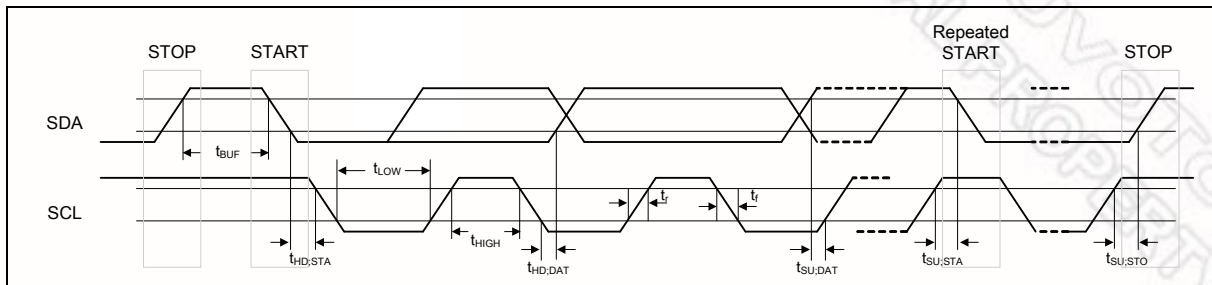 Repeated
STOP START START STOP
SDA
tBUF
tLOW
SCL
tr tf
tHIGH
tHD;STA tHD;DAT tSU;DAT tSU;STA tSU;STO